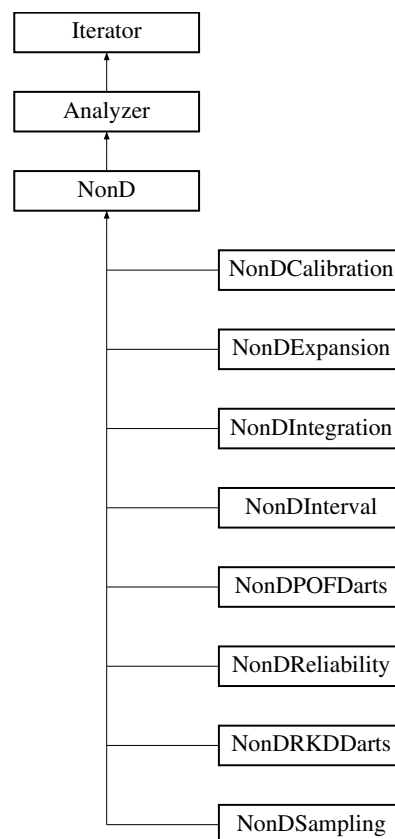 Iterator
Analyzer
NonD
NonDCalibration
NonDExpansion
NonDIntegration
NonDInterval
NonDPOFDarts
NonDReliability
NonDRKDDarts
NonDSampling